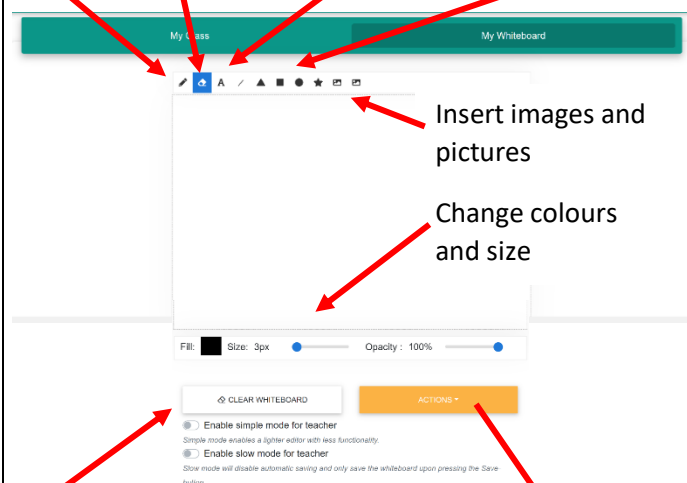 My Class
My Whiteboard
A
Insert images and
pictures
Change colours
and size
Fill: Size: 3px Opacity : 100%
CLEAR WHITEBOARD
ACTIONS
Enable simple mode for teacher
Simple mode enables a lighter editor with less functionality.
Enable slow mode for teacher
Slow mode will disable automatic saving and only save the whiteboard upon pressing the Save
button.